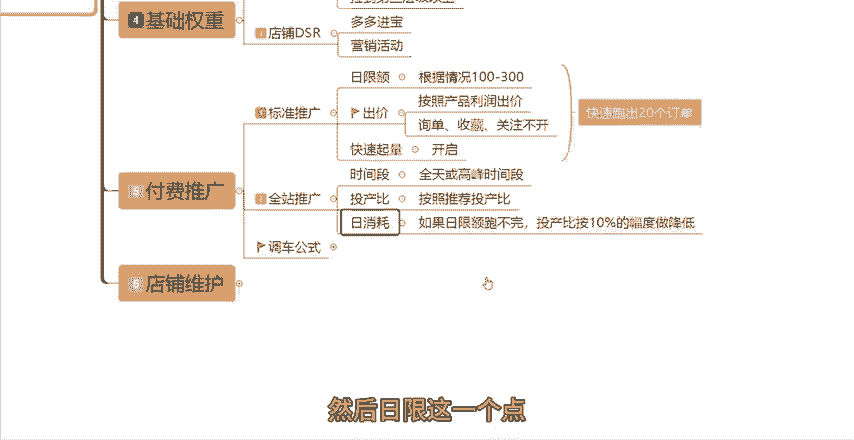 4 基础权重
店铺DSR
多多进宝
营销活动
标准推广
日限额
根据情况100-300
出价
按照产品利润出价
询单、收藏、关注不开
快速起量
开启
快速跑出20个订单
5 付费推广
全站推广
时间段
全天或高峰时间段
投产比
按照推荐投产比
日消耗
如果日限额跑不完，投产比按10%的幅度做降低
调车公式
6 店铺维护
然后日限这一个点